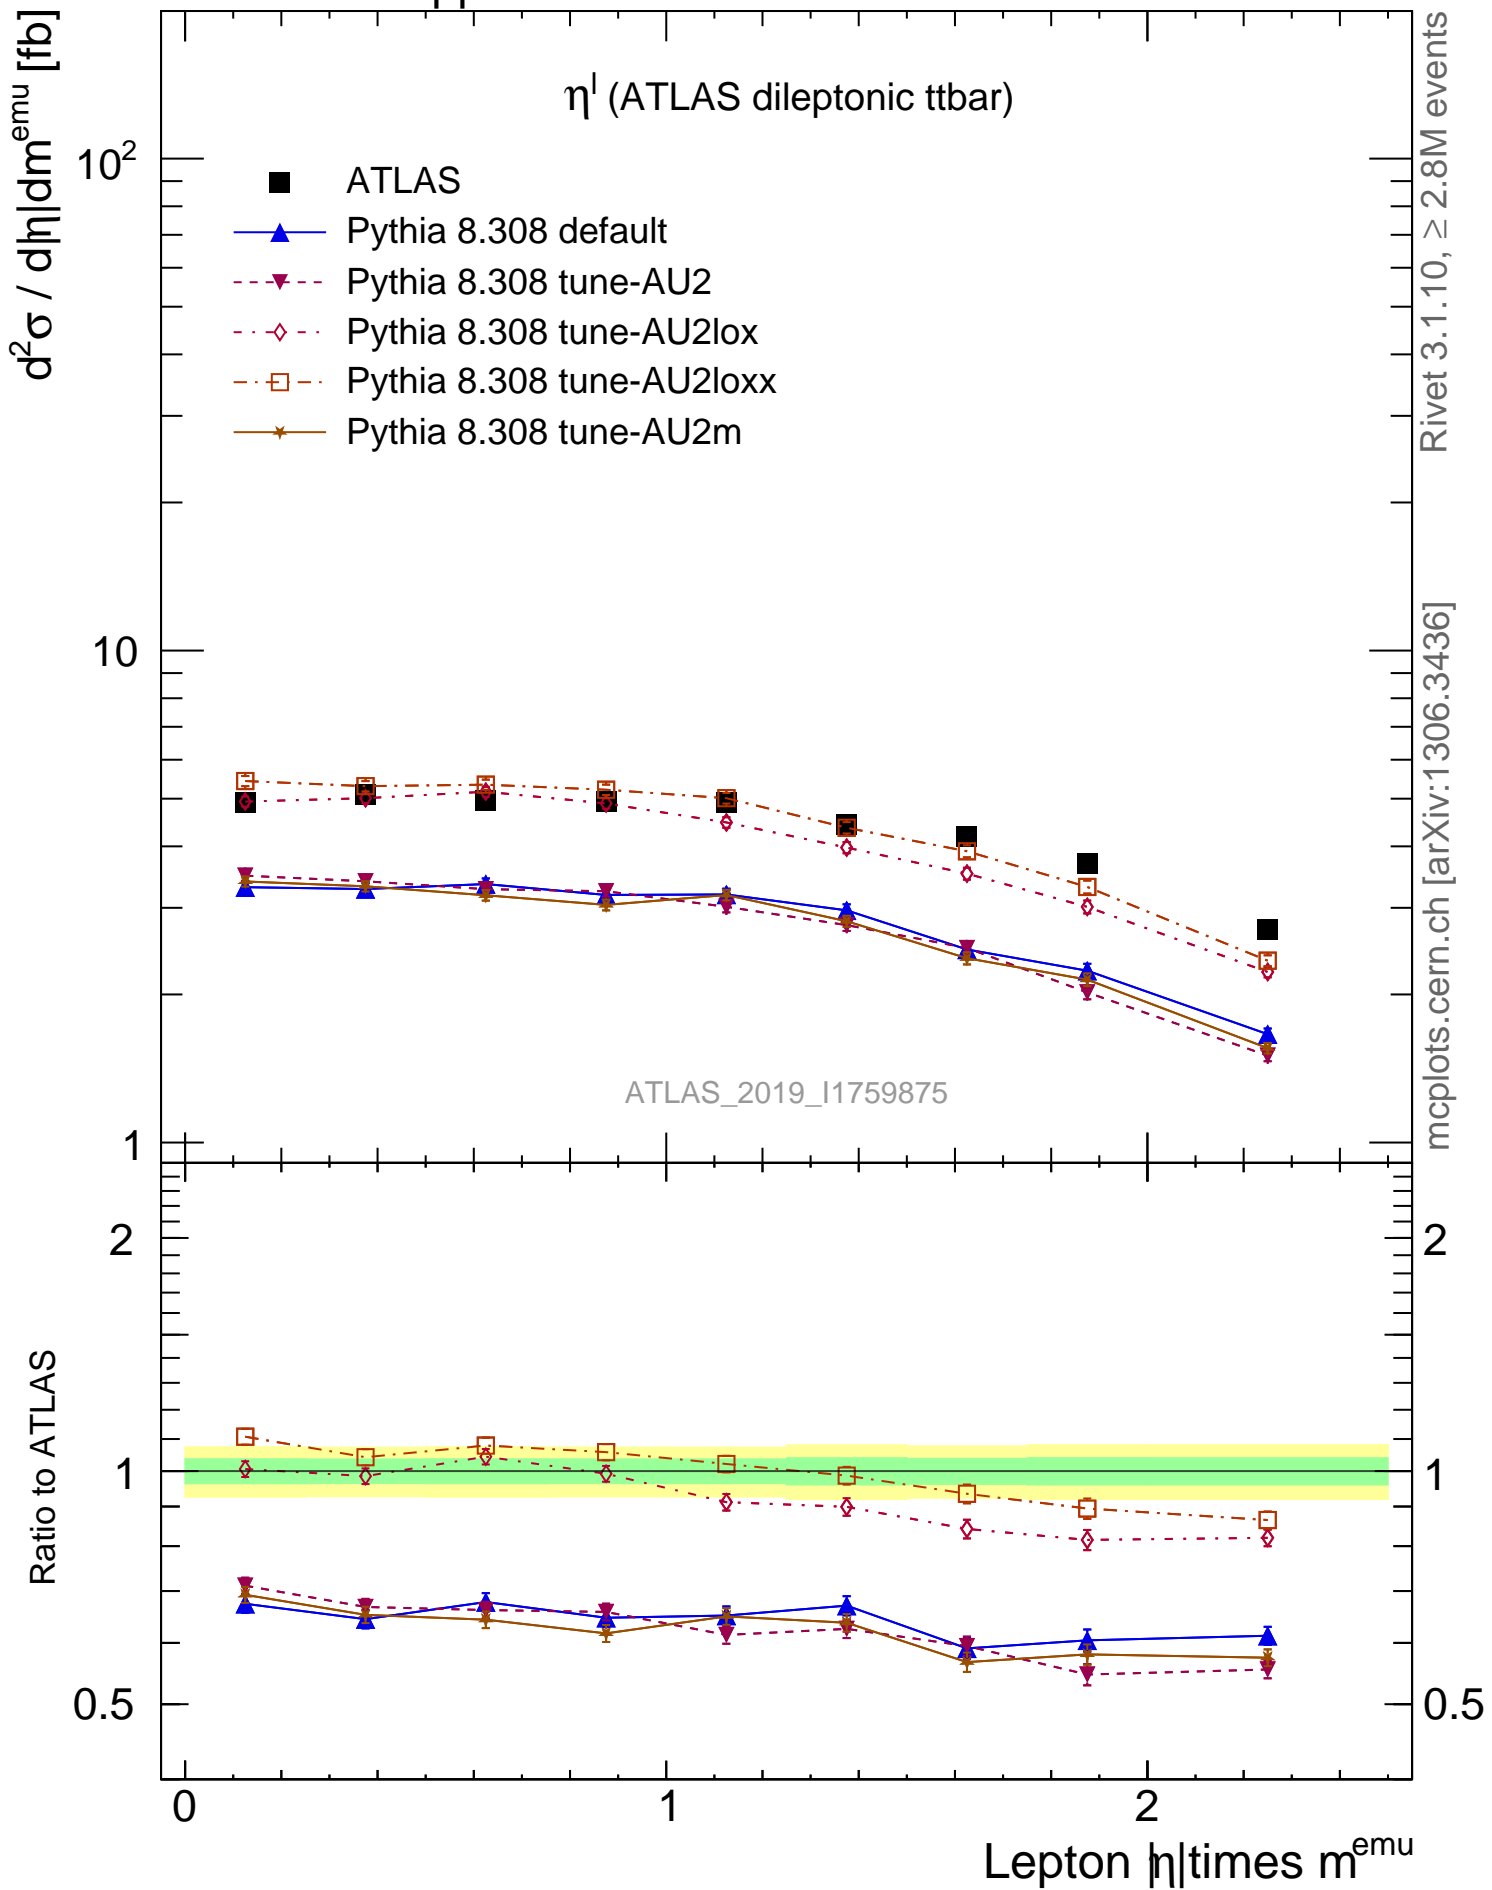 η^l (ATLAS dileptonic ttbar)
d²σ / d|η|dm^emu [fb]
ATLAS
Pythia 8.308 default
Pythia 8.308 tune-AU2
Pythia 8.308 tune-AU2lox
Pythia 8.308 tune-AU2loxx
Pythia 8.308 tune-AU2m
10²
10
1
ATLAS_2019_I1759875
Rivet 3.1.10, ≥ 2.8M events
mcplots.cern.ch [arXiv:1306.3436]
Ratio to ATLAS
2
1
0.5
2
1
0.5
0
1
2
Lepton |η|times m^emu